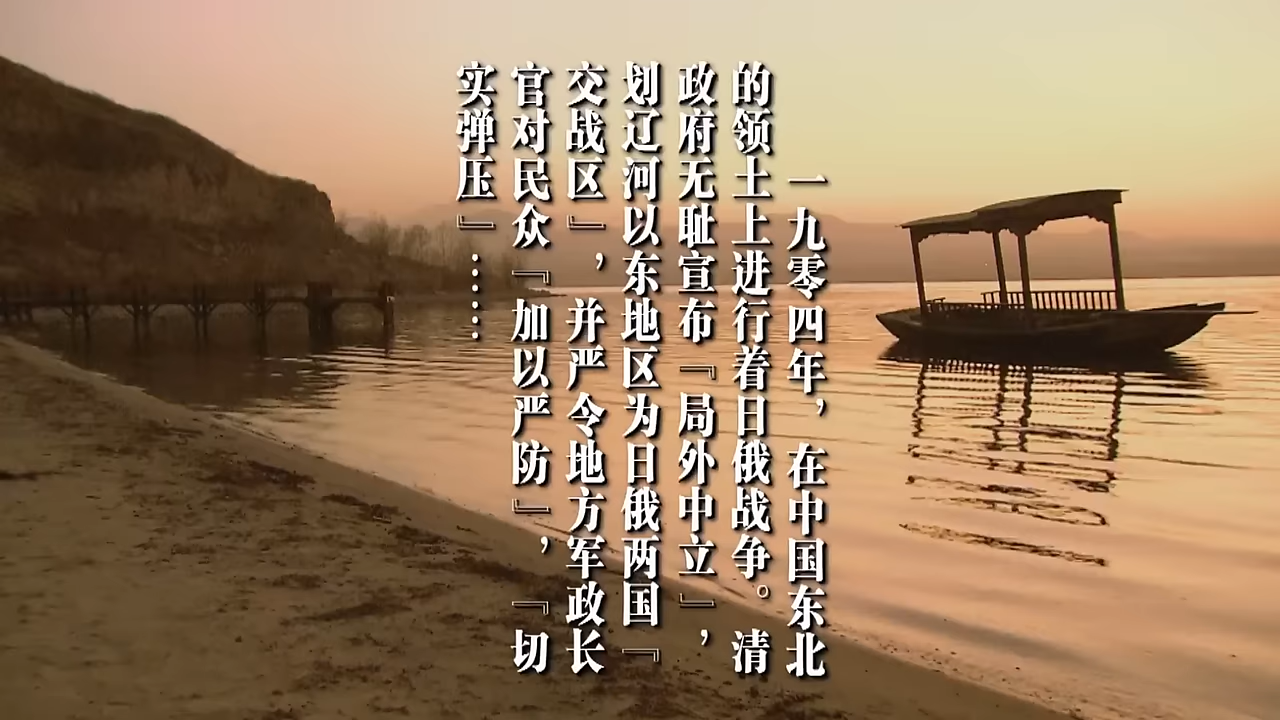 一九零四年，在中国东北
的领土上进行着日俄战争。清
政府无耻宣布『局外中立』，
划辽河以东地区为日俄两国『
交战区』，并严令地方军政长
官对民众『加以严防』，『切
实弹压』……